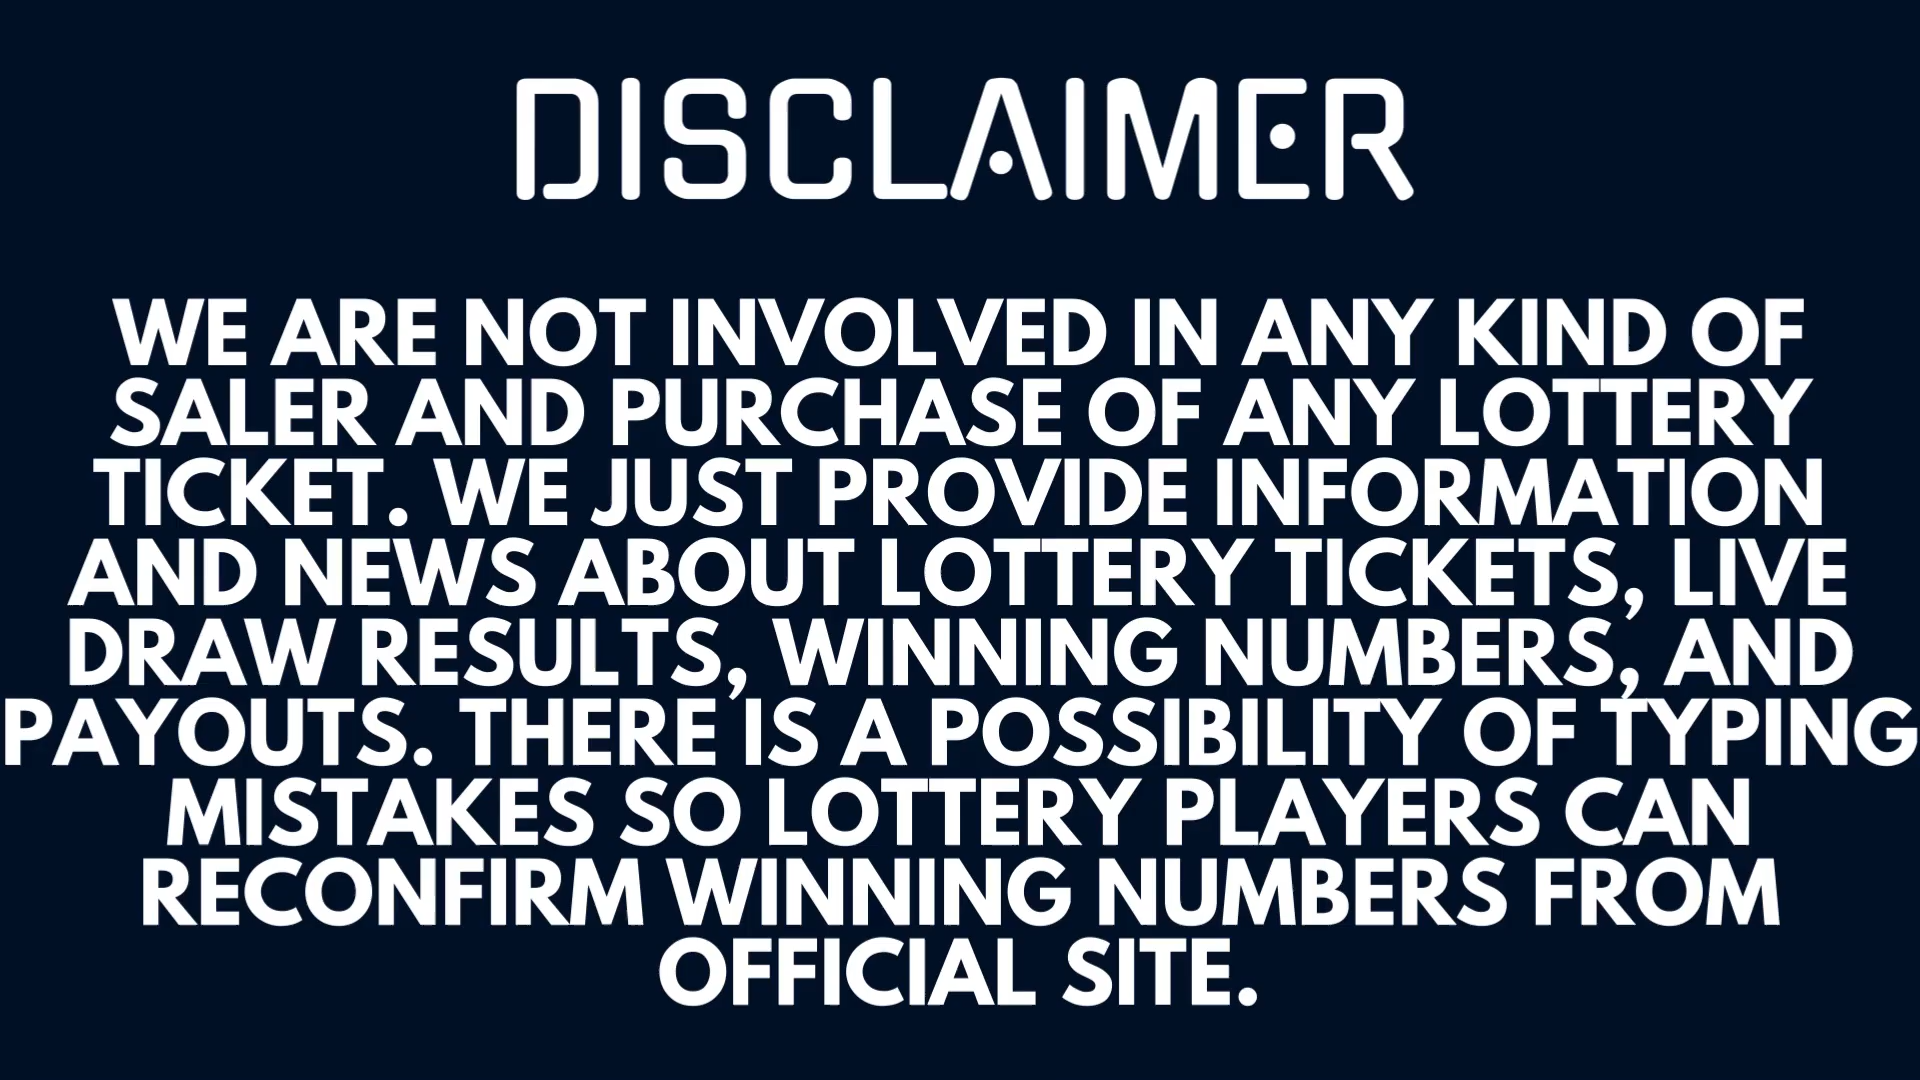 DISCLAIMER
WE ARE NOT INVOLVED IN ANY KIND OF
SALER AND PURCHASE OF ANY LOTTERY
TICKET. WE JUST PROVIDE INFORMATION
AND NEWS ABOUT LOTTERY TICKETS, LIVE
DRAW RESULTS, WINNING NUMBERS, AND
PAYOUTS. THERE IS A POSSIBILITY OF TYPING
MISTAKES SO LOTTERY PLAYERS CAN
RECONFIRM WINNING NUMBERS FROM
OFFICIAL SITE.